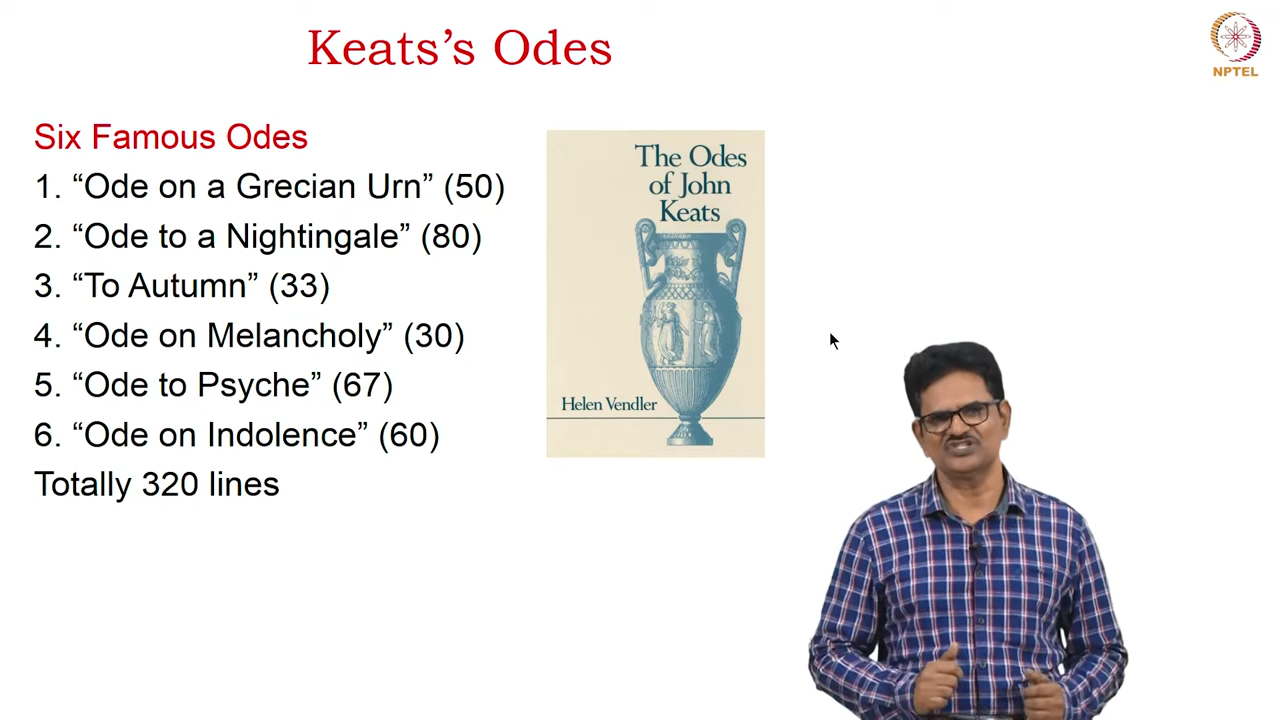 Keats’s Odes
NPTEL
Six Famous Odes
1. “Ode on a Grecian Urn” (50)
2. “Ode to a Nightingale” (80)
3. “To Autumn” (33)
4. “Ode on Melancholy” (30)
5. “Ode to Psyche” (67)
6. “Ode on Indolence” (60)
Totally 320 lines
The Odes
of John
Keats
Helen Vendler